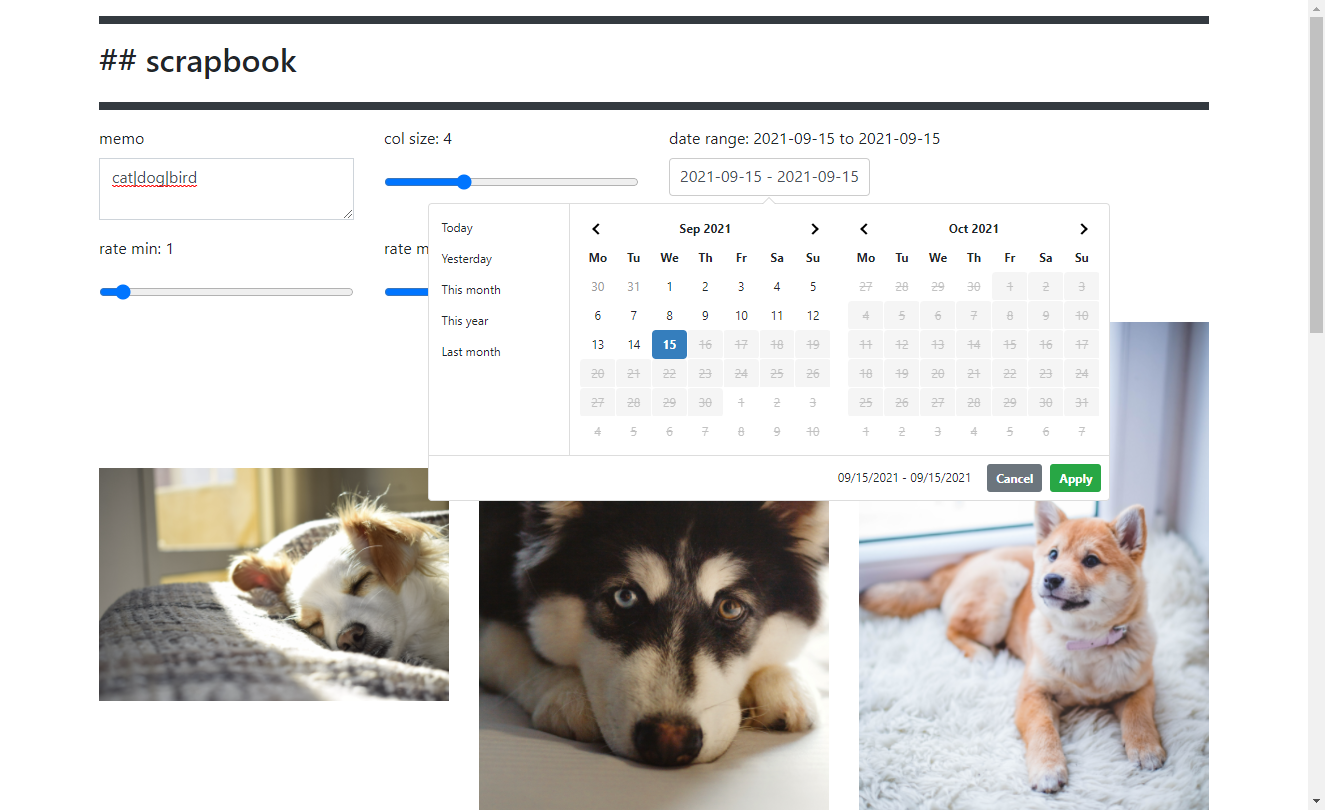 ## scrapbook
memo
col size: 4
date range: 2021-09-15 to 2021-09-15
cat|dog|bird
2021-09-15 - 2021-09-15
rate min: 1
rate m
Today
Yesterday
This month
This year
Last month
Sep 2021
Mo Tu We Th Fr Sa Su
30 31 1 2 3 4 5
6 7 8 9 10 11 12
13 14 15 16 17 18 19
20 21 22 23 24 25 26
27 28 29 30 1 2 3
4 5 6 7 8 9 10
Oct 2021
Mo Tu We Th Fr Sa Su
27 28 29 30 1 2 3
4 5 6 7 8 9 10
11 12 13 14 15 16 17
18 19 20 21 22 23 24
25 26 27 28 29 30 31
1 2 3 4 5 6 7
09/15/2021 - 09/15/2021
Cancel
Apply